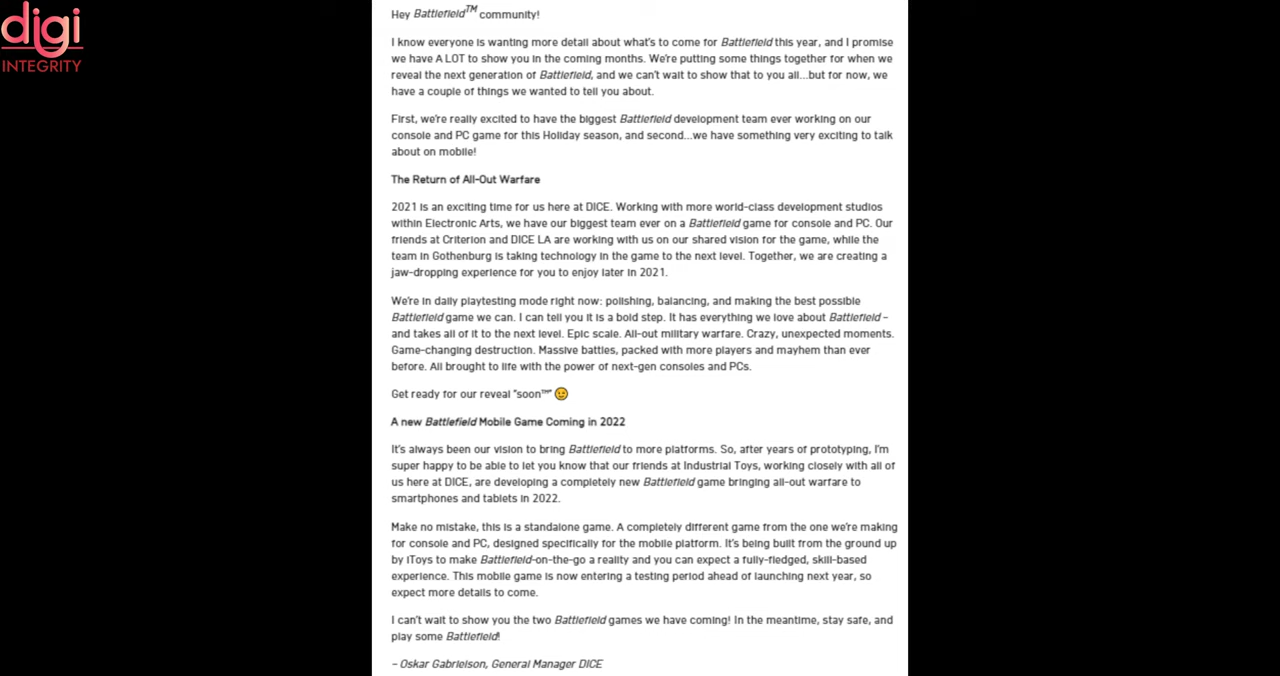 digi
INTEGRITY
Hey Battlefield™ community!
I know everyone is wanting more detail about what's to come for Battlefield this year, and I promise
we have A LOT to show you in the coming months. We're putting some things together for when we
reveal the next generation of Battlefield, and we can't wait to show that to you all...but for now, we
have a couple of things we wanted to tell you about.
First, we're really excited to have the biggest Battlefield development team ever working on our
console and PC game for this Holiday season, and second...we have something very exciting to talk
about on mobile!
The Return of All-Out Warfare
2021 is an exciting time for us here at DICE. Working with more world-class development studios
within Electronic Arts, we have our biggest team ever on a Battlefield game for console and PC. Our
friends at Criterion and DICE LA are working with us on our shared vision for the game, while the
team in Gothenburg is taking technology in the game to the next level. Together, we are creating a
jaw-dropping experience for you to enjoy later in 2021.
We're in daily playtesting mode right now: polishing, balancing, and making the best possible
Battlefield game we can. I can tell you it is a bold step. It has everything we love about Battlefield –
and takes all of it to the next level. Epic scale. All-out military warfare. Crazy, unexpected moments.
Game-changing destruction. Massive battles, packed with more players and mayhem than ever
before. All brought to life with the power of next-gen consoles and PCs.
Get ready for our reveal "soon™" 😉
A new Battlefield Mobile Game Coming in 2022
It's always been our vision to bring Battlefield to more platforms. So, after years of prototyping, I'm
super happy to be able to let you know that our friends at Industrial Toys, working closely with all of
us here at DICE, are developing a completely new Battlefield game bringing all-out warfare to
smartphones and tablets in 2022.
Make no mistake, this is a standalone game. A completely different game from the one we're making
for console and PC, designed specifically for the mobile platform. It's being built from the ground up
by iToys to make Battlefield-on-the-go a reality and you can expect a fully-fledged, skill-based
experience. This mobile game is now entering a testing period ahead of launching next year, so
expect more details to come.
I can't wait to show you the two Battlefield games we have coming! In the meantime, stay safe, and
play some Battlefield!
– Oskar Gabrielson, General Manager DICE